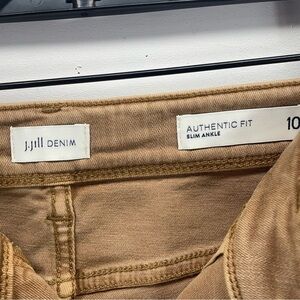 J.Jill DENIM
AUTHENTIC FIT 10
SLIM ANKLE